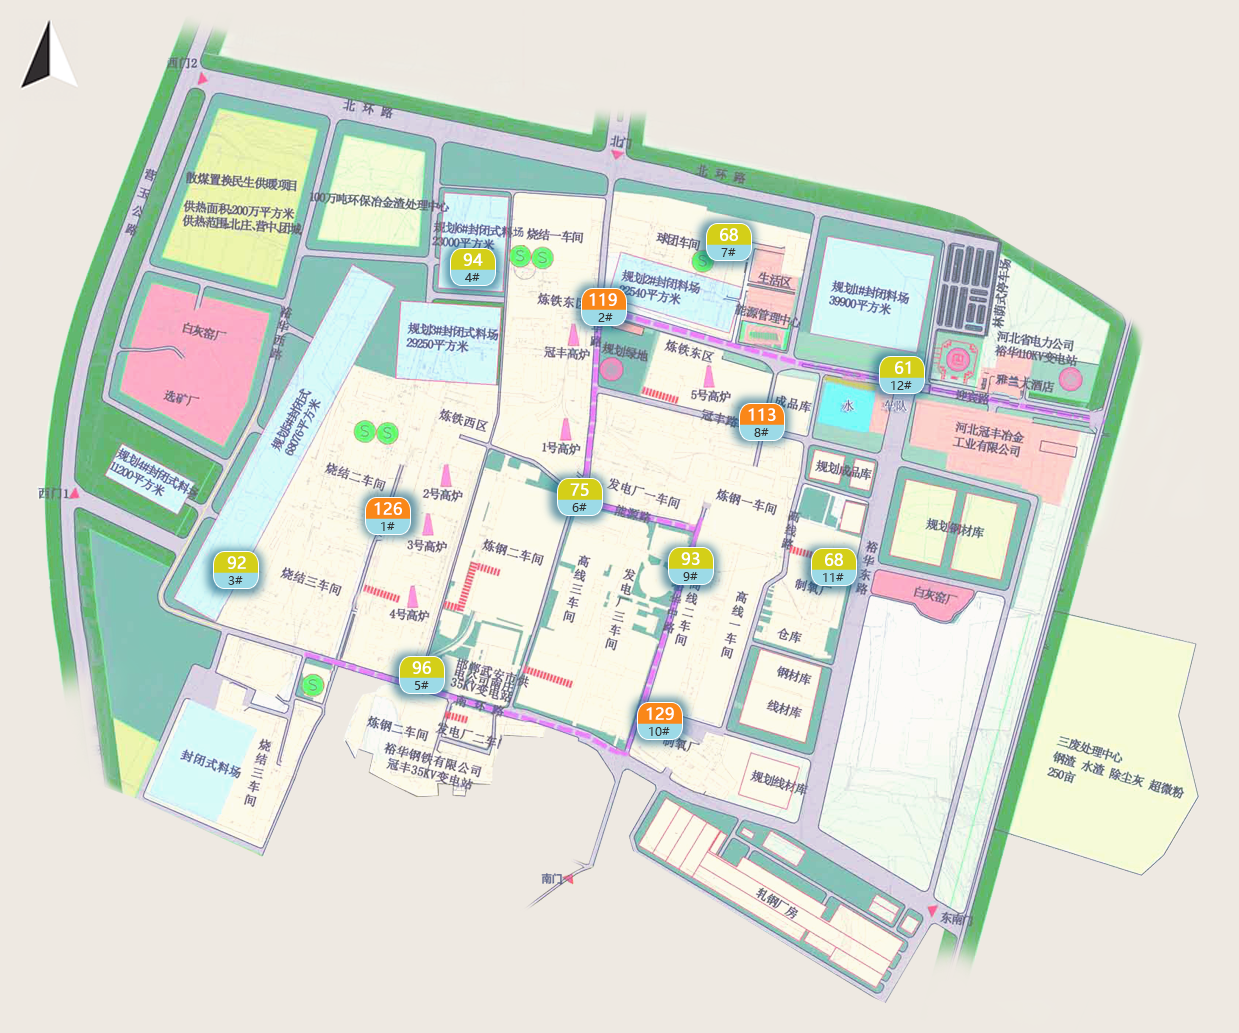 西门2
北 环 路
北门
北 环 路
营
玉
公
路
散煤置换民生供暖项目
供热面积:200万平方米
供热范围:北庄、营中、团城
100万吨环保冶金渣处理中心
规划6#封闭式料场
23000平方米
94
4#
烧结一车间
S
S
球团车间
68
7#
S
生活区
规划2#封闭料场
32540平方米
能源管理中心
规划1#封闭料场
39900平方米
林荫式停车场
119
2#
炼铁东区
路
冠丰高炉
规划绿地
炼铁东区
5号高炉
河北省电力公司
裕华110KV变电站
雅兰大酒店
迎宾路
61
12#
水
车队
白灰窑厂
选矿厂
裕
华
西
路
规划3#封闭式料场
29250平方米
规划5#封闭式
68076平方米
炼铁西区
S
S
1号高炉
成品库
冠丰路
113
8#
河北冠丰冶金
工业有限公司
规划4#封闭式料场
11200平方米
西门1
烧结二车间
2号高炉
126
1#
3号高炉
75
6#
发电厂一车间
能源路
炼钢一车间
规划成品库
规划钢材库
高
线
路
裕
华
东
路
92
3#
烧结三车间
4号高炉
炼钢二车间
高
线
三
车
间
发
电
厂
三
车
间
93
9#
高
线
二
车
间
华
中
路
高
线
一
车
间
68
11#
制氧厂
仓库
白灰窑厂
96
5#
S
邯郸武安市供
电公司南站
35KV变电站
南 环 路
钢材库
线材库
129
10#
制氧厂
规划线材库
炼钢二车间
发电厂二车间
裕华钢铁有限公司
冠丰35KV变电站
封闭式料场
烧
结
三
车
间
三废处理中心
钢渣 水渣 除尘灰 超微粉
250亩
南门
轧钢厂房
东南门